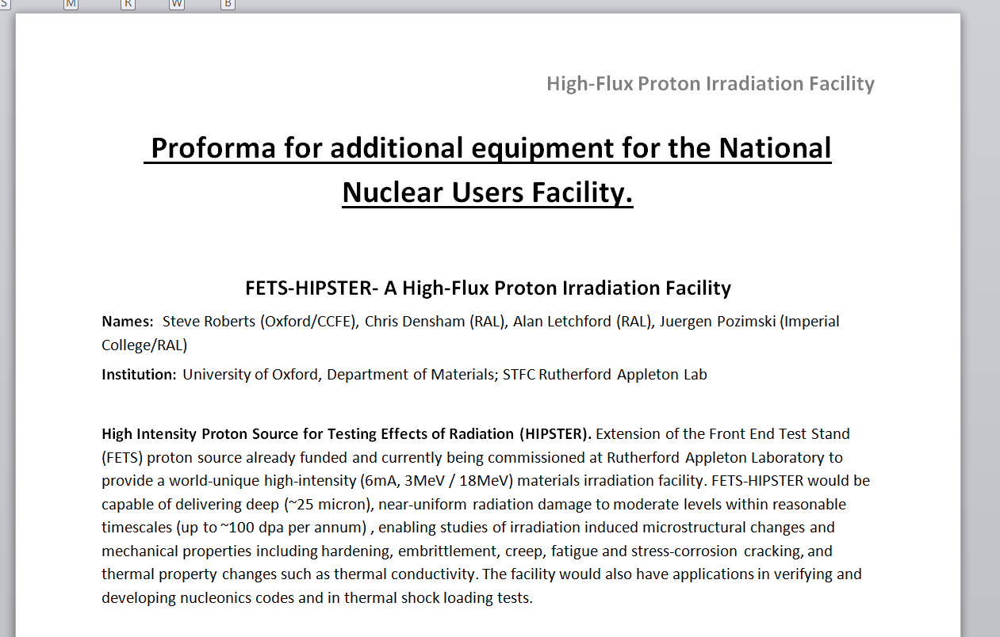 S M R W B
High-Flux Proton Irradiation Facility
Proforma for additional equipment for the National
Nuclear Users Facility.
FETS-HIPSTER- A High-Flux Proton Irradiation Facility
Names: Steve Roberts (Oxford/CCFE), Chris Densham (RAL), Alan Letchford (RAL), Juergen Pozimski (Imperial
College/RAL)
Institution: University of Oxford, Department of Materials; STFC Rutherford Appleton Lab
High Intensity Proton Source for Testing Effects of Radiation (HIPSTER). Extension of the Front End Test Stand
(FETS) proton source already funded and currently being commissioned at Rutherford Appleton Laboratory to
provide a world-unique high-intensity (6mA, 3MeV / 18MeV) materials irradiation facility. FETS-HIPSTER would be
capable of delivering deep (~25 micron), near-uniform radiation damage to moderate levels within reasonable
timescales (up to ~100 dpa per annum) , enabling studies of irradiation induced microstructural changes and
mechanical properties including hardening, embrittlement, creep, fatigue and stress-corrosion cracking, and
thermal property changes such as thermal conductivity. The facility would also have applications in verifying and
developing nucleonics codes and in thermal shock loading tests.